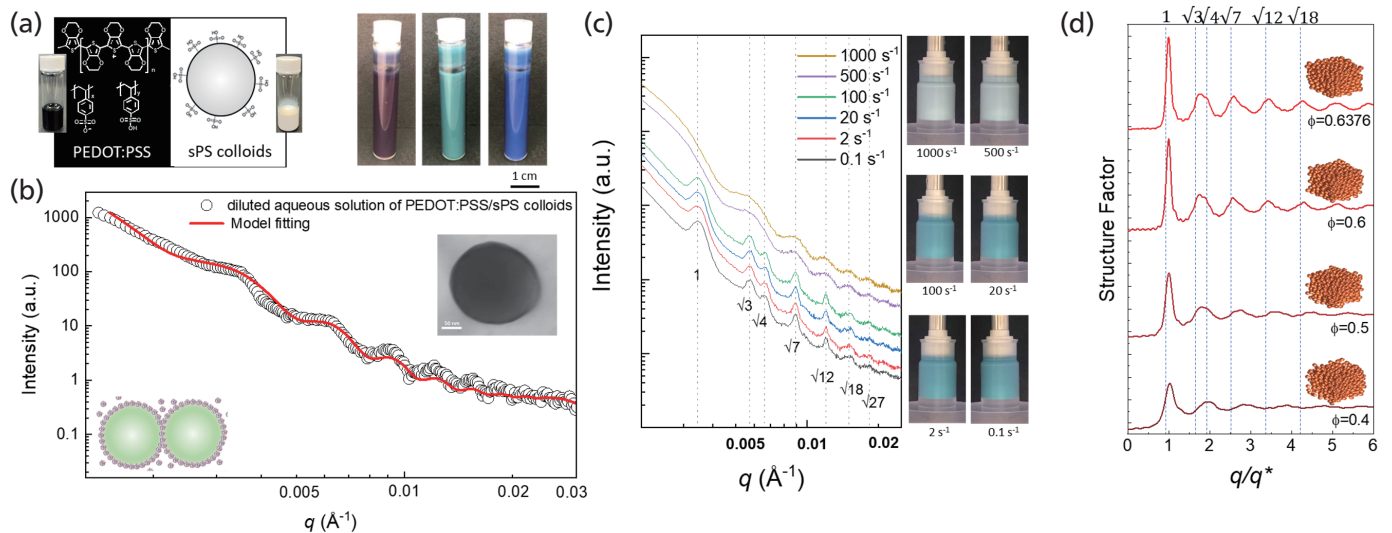 (a)
PEDOT:PSS
sPS colloids
1 cm
(b)
diluted aqueous solution of PEDOT:PSS/sPS colloids
Model fitting
50 nm
Intensity (a.u.)
1000
100
10
1
0.1
0.005
0.01
0.02
0.03
q (Å⁻¹)
(c)
1000 s⁻¹
500 s⁻¹
100 s⁻¹
20 s⁻¹
2 s⁻¹
0.1 s⁻¹
Intensity (a.u.)
1
√3
√4
√7
√12
√18
√27
0.005
0.01
0.02
q (Å⁻¹)
1000 s⁻¹
500 s⁻¹
100 s⁻¹
20 s⁻¹
2 s⁻¹
0.1 s⁻¹
(d)
1 √3 √4 √7 √12 √18
Structure Factor
ϕ=0.6376
ϕ=0.6
ϕ=0.5
ϕ=0.4
0 1 2 3 4 5 6
q/q*